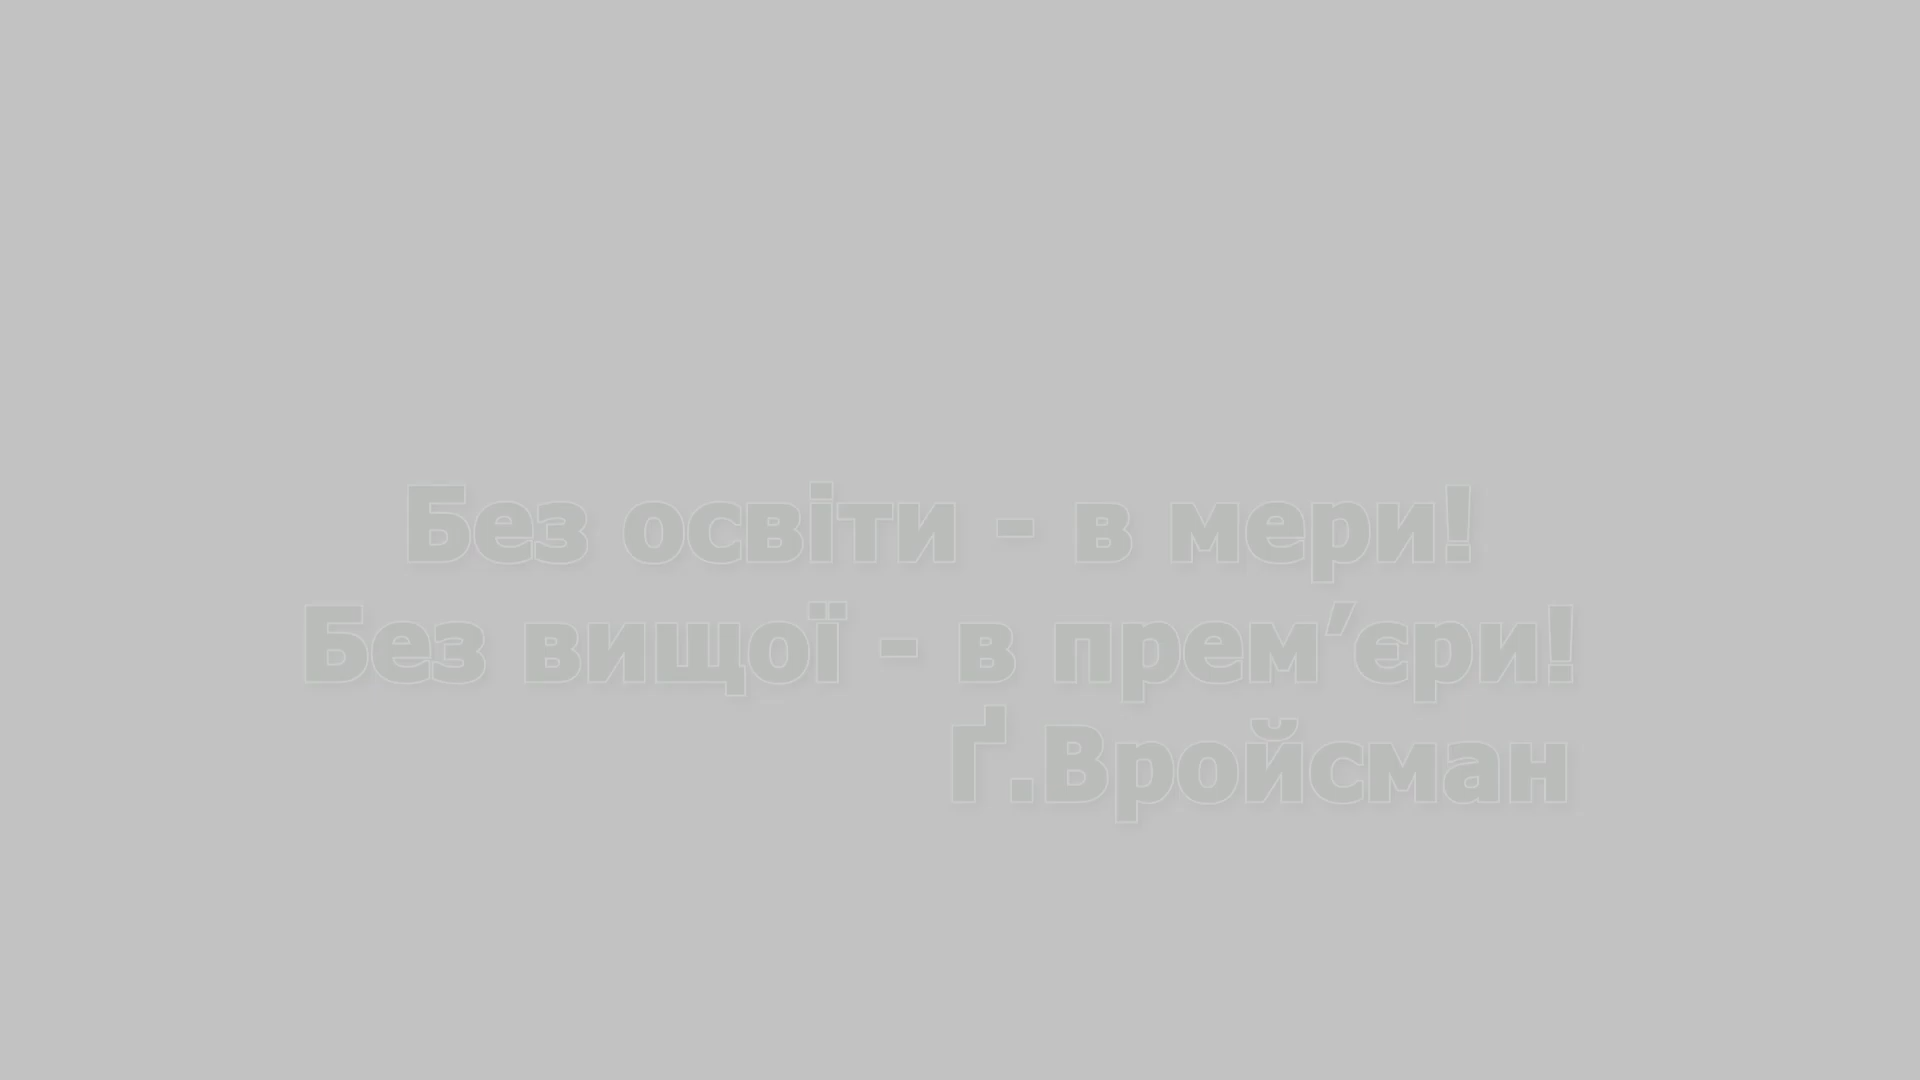 Без освіти - в мери!
Без вищої - в прем’єри!
Ґ.Вройсман